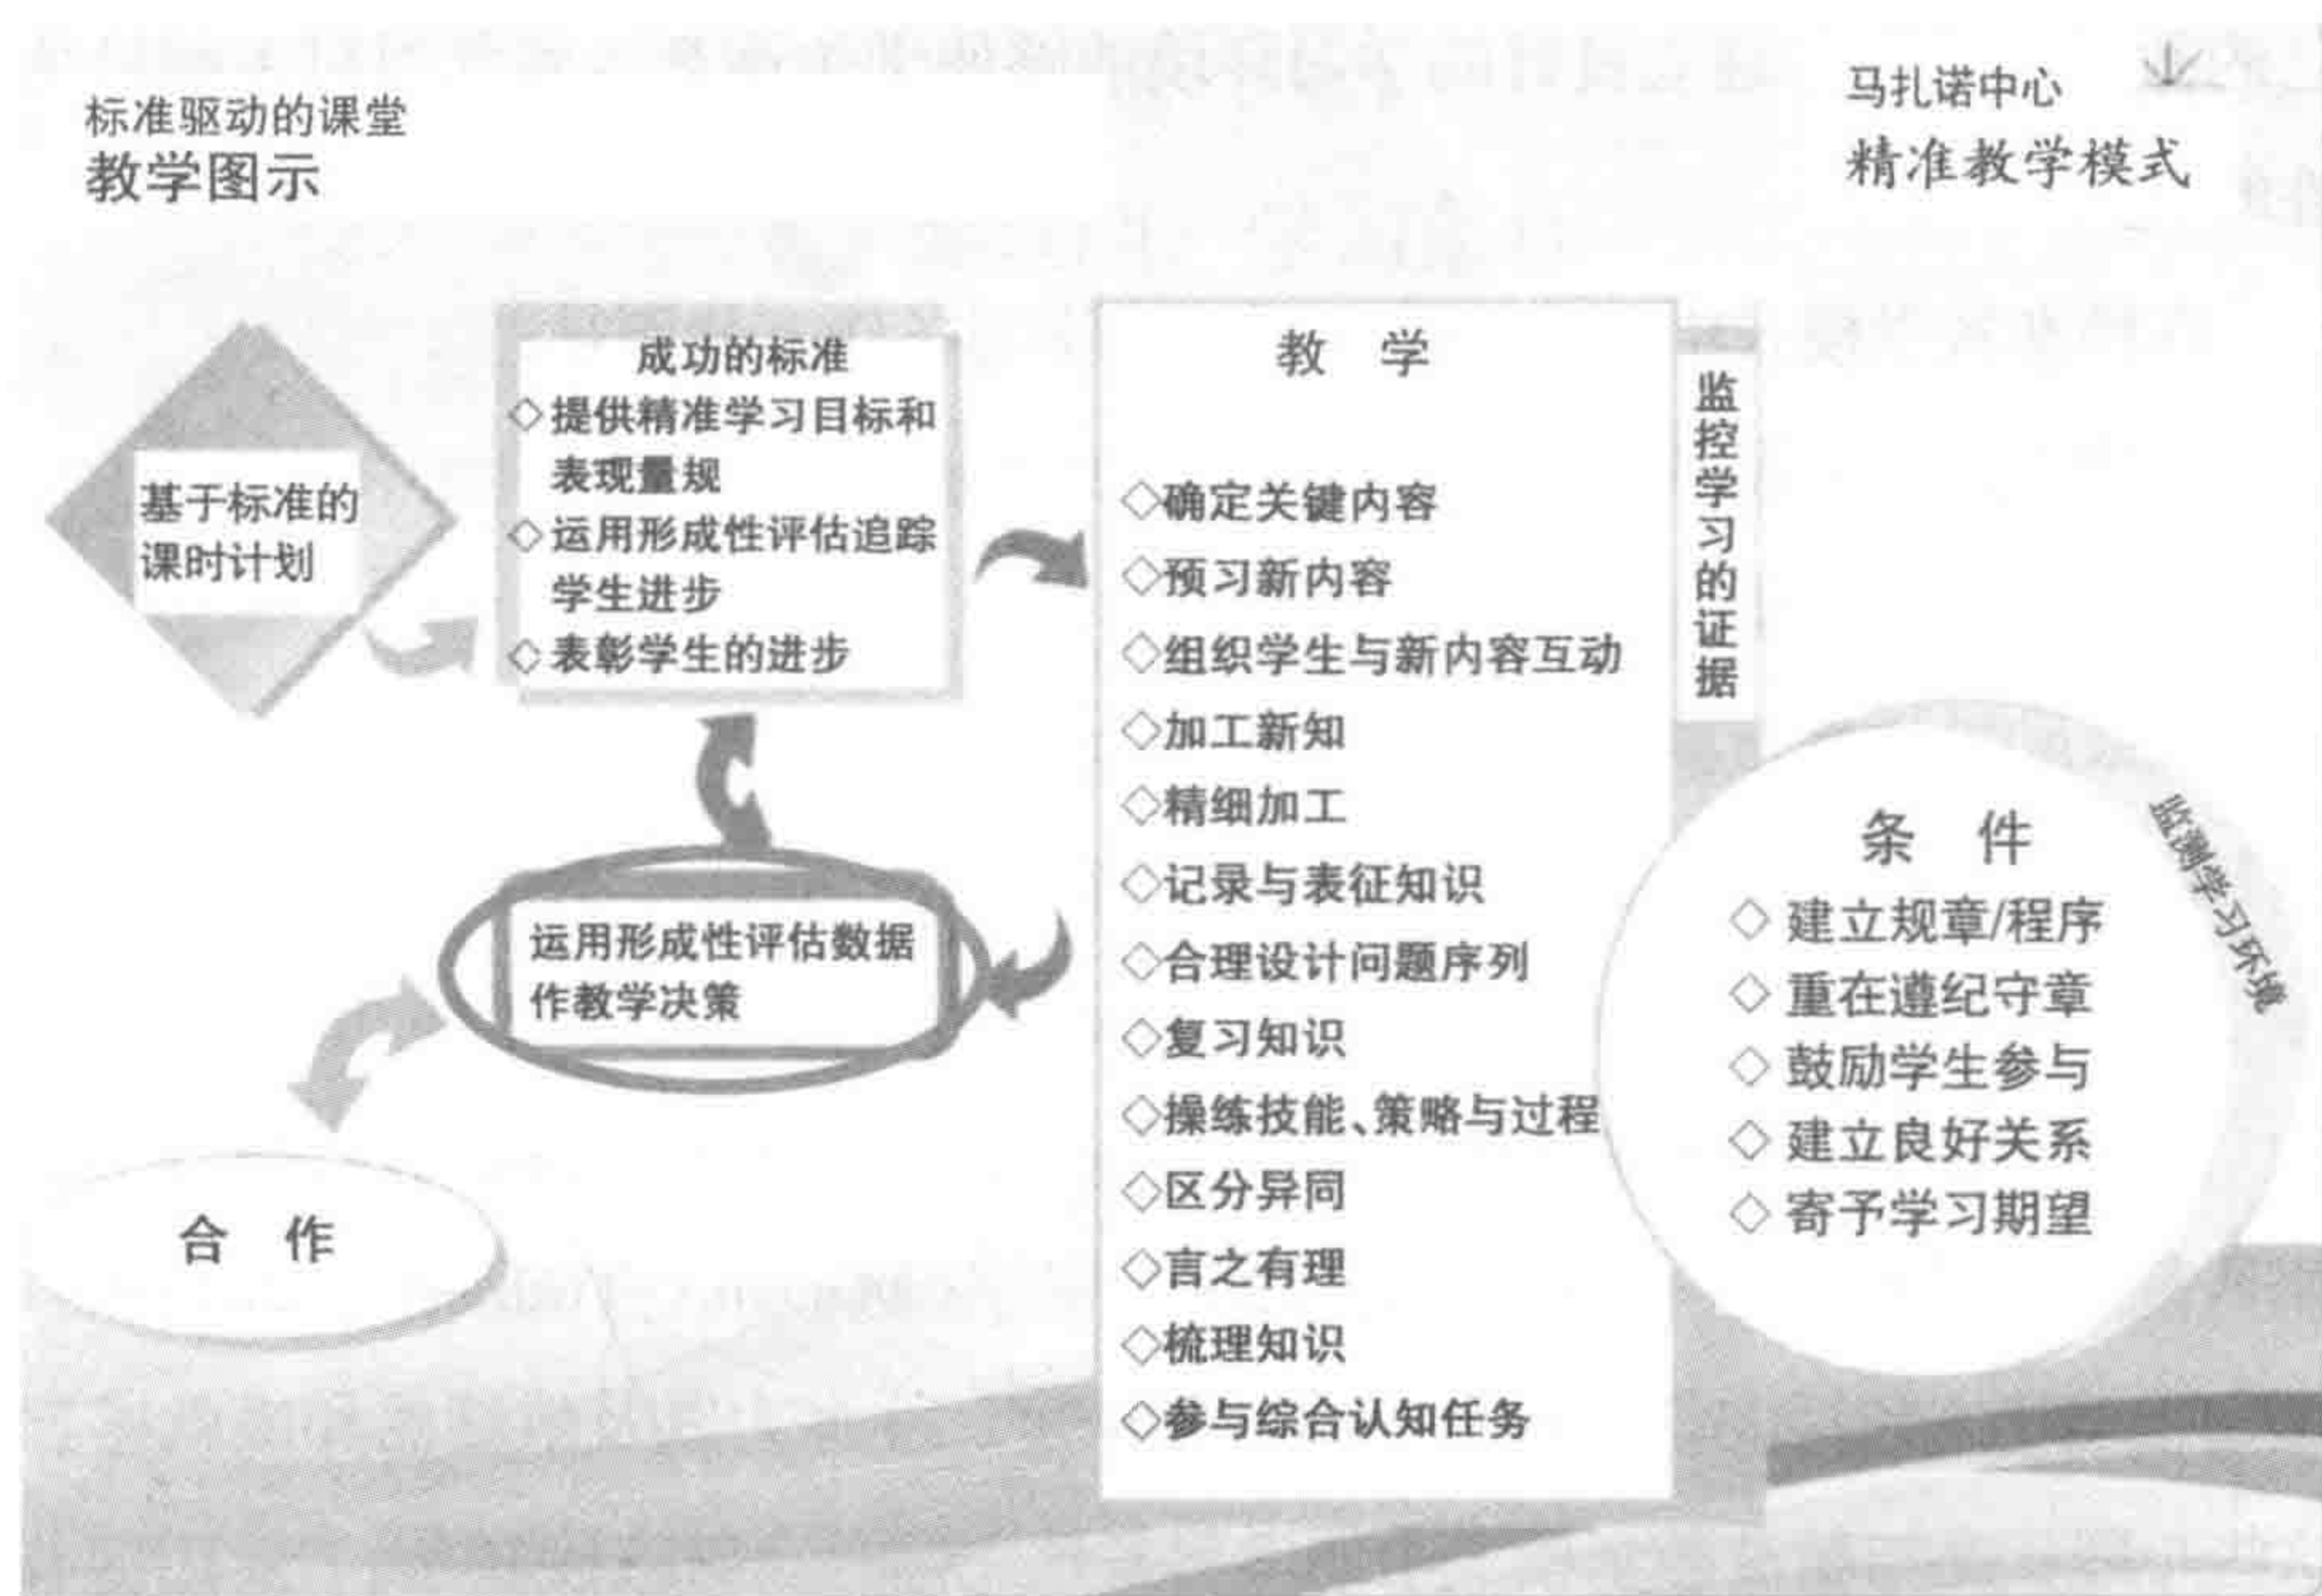 标准驱动的课堂
教学图示
马扎诺中心
精准教学模式
基于标准的
课时计划
成功的标准
◇提供精准学习目标和
表现量规
◇运用形成性评估追踪
学生进步
◇表彰学生的进步
运用形成性评估数据
作教学决策
合 作
教 学
◇确定关键内容
◇预习新内容
◇组织学生与新内容互动
◇加工新知
◇精细加工
◇记录与表征知识
◇合理设计问题序列
◇复习知识
◇操练技能、策略与过程
◇区分异同
◇言之有理
◇梳理知识
◇参与综合认知任务
监控学习的证据
条 件
◇建立规章/程序
◇重在遵纪守章
◇鼓励学生参与
◇建立良好关系
◇寄予学习期望
监测学习环境